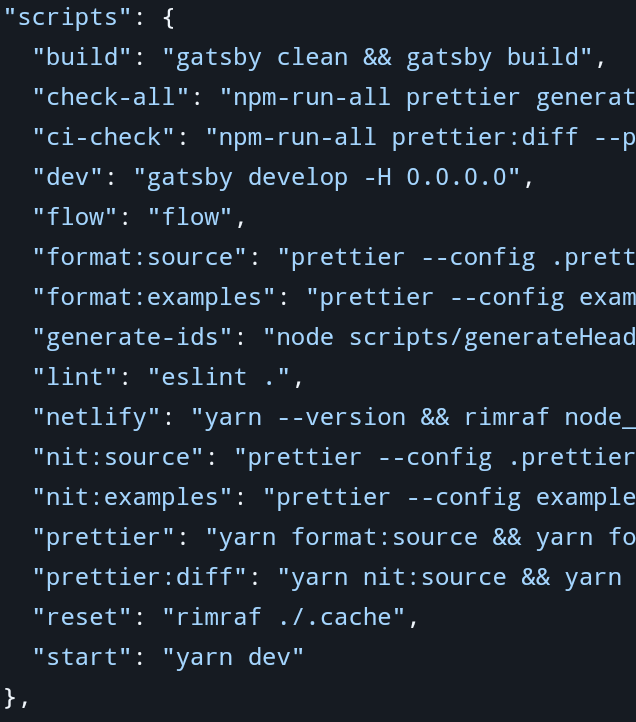 "scripts": {
"build": "gatsby clean && gatsby build",
"check-all": "npm-run-all prettier generat
"ci-check": "npm-run-all prettier:diff --p
"dev": "gatsby develop -H 0.0.0.0",
"flow": "flow",
"format:source": "prettier --config .prett
"format:examples": "prettier --config exam
"generate-ids": "node scripts/generateHead
"lint": "eslint .",
"netlify": "yarn --version && rimraf node_
"nit:source": "prettier --config .prettier
"nit:examples": "prettier --config example
"prettier": "yarn format:source && yarn fo
"prettier:diff": "yarn nit:source && yarn
"reset": "rimraf ./.cache",
"start": "yarn dev"
},